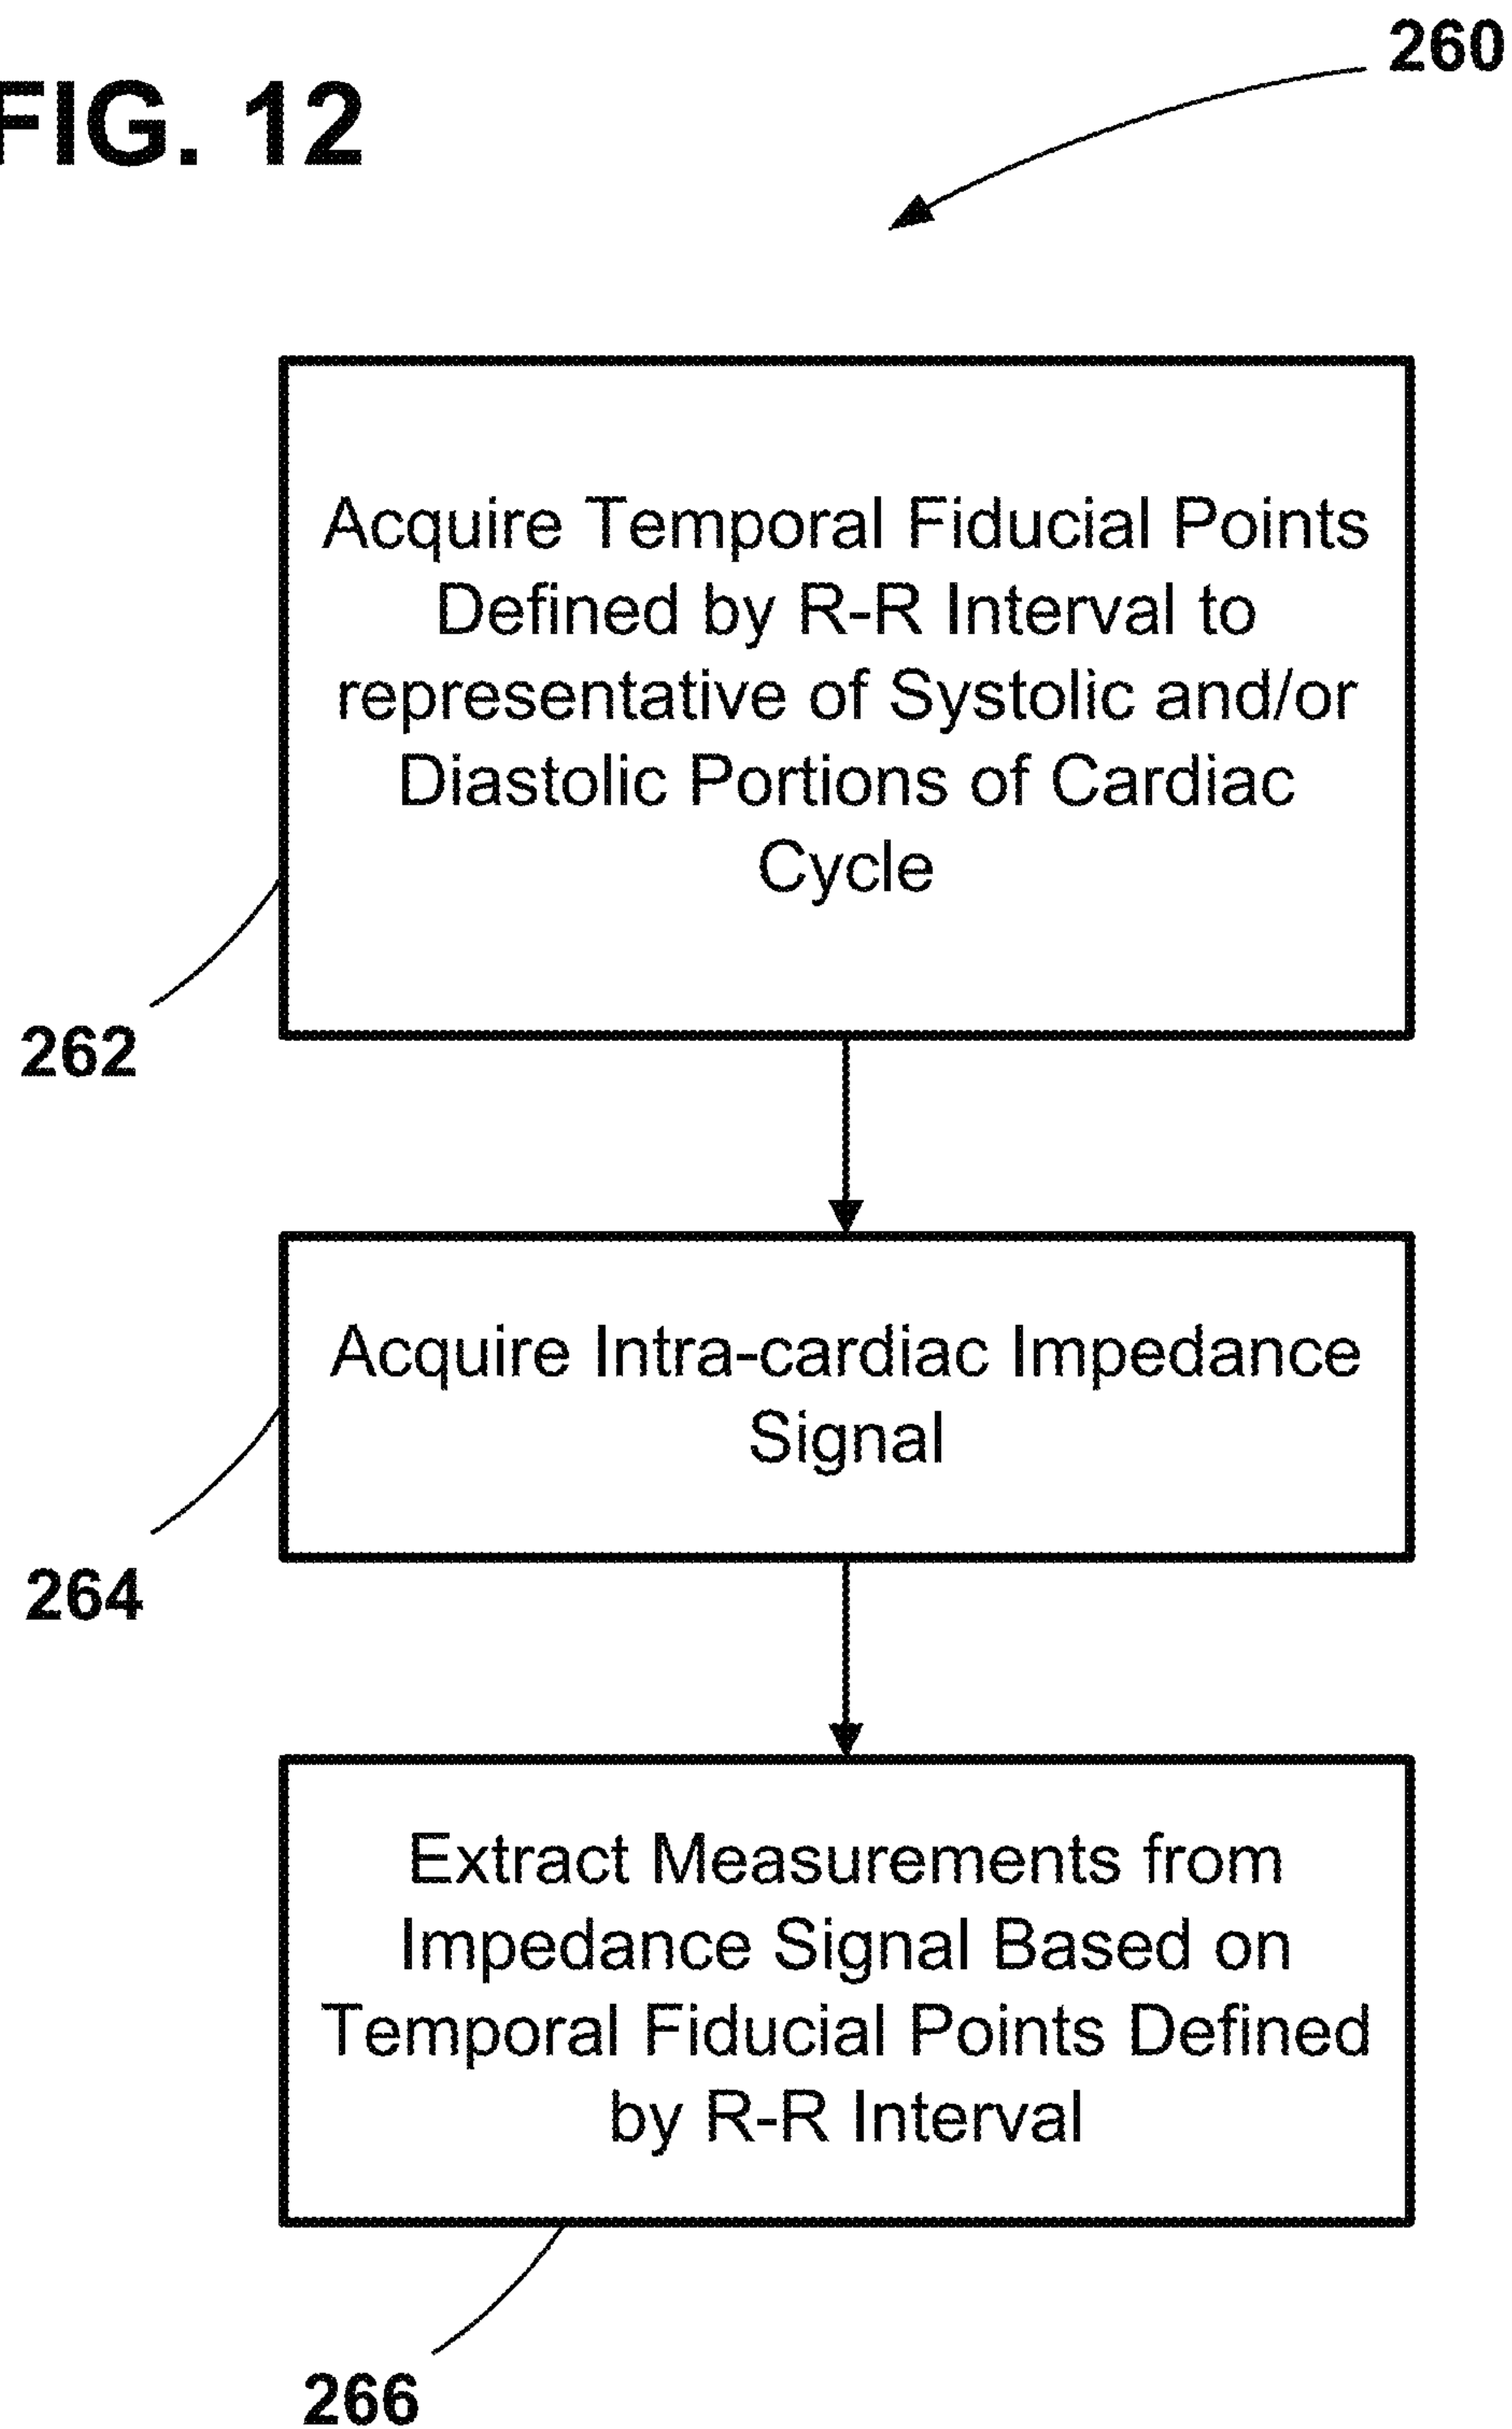 260
FIG. 12
Acquire Temporal Fiducial Points
Defined by R-R Interval to
representative of Systolic and/or
Diastolic Portions of Cardiac
Cycle
262
Acquire Intra-cardiac Impedance
Signal
264
Extract Measurements from
Impedance Signal Based on
Temporal Fiducial Points Defined
by R-R Interval
266